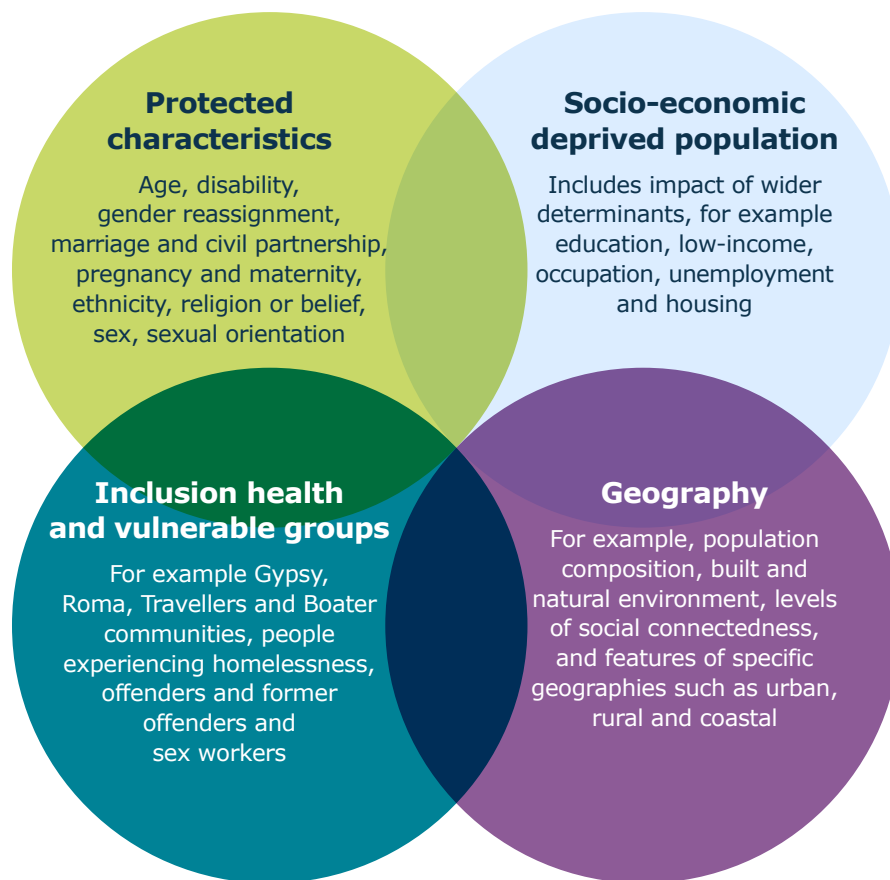 Protected
characteristics
Age, disability,
gender reassignment,
marriage and civil partnership,
pregnancy and maternity,
ethnicity, religion or belief,
sex, sexual orientation
Socio-economic
deprived population
Includes impact of wider
determinants, for example
education, low-income,
occupation, unemployment
and housing
Inclusion health
and vulnerable groups
For example Gypsy,
Roma, Travellers and Boater
communities, people
experiencing homelessness,
offenders and former
offenders and
sex workers
Geography
For example, population
composition, built and
natural environment, levels
of social connectedness,
and features of specific
geographies such as urban,
rural and coastal